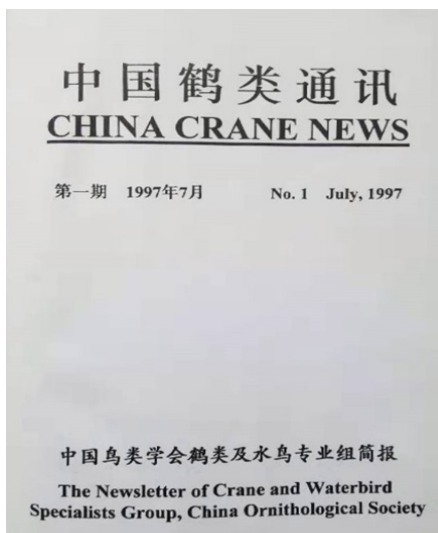 中国鹤类通讯
CHINA CRANE NEWS
第一期 1997年7月 No. 1 July, 1997
中国鸟类学会鹤类及水鸟专业组简报
The Newsletter of Crane and Waterbird
Specialists Group, China Ornithological Society